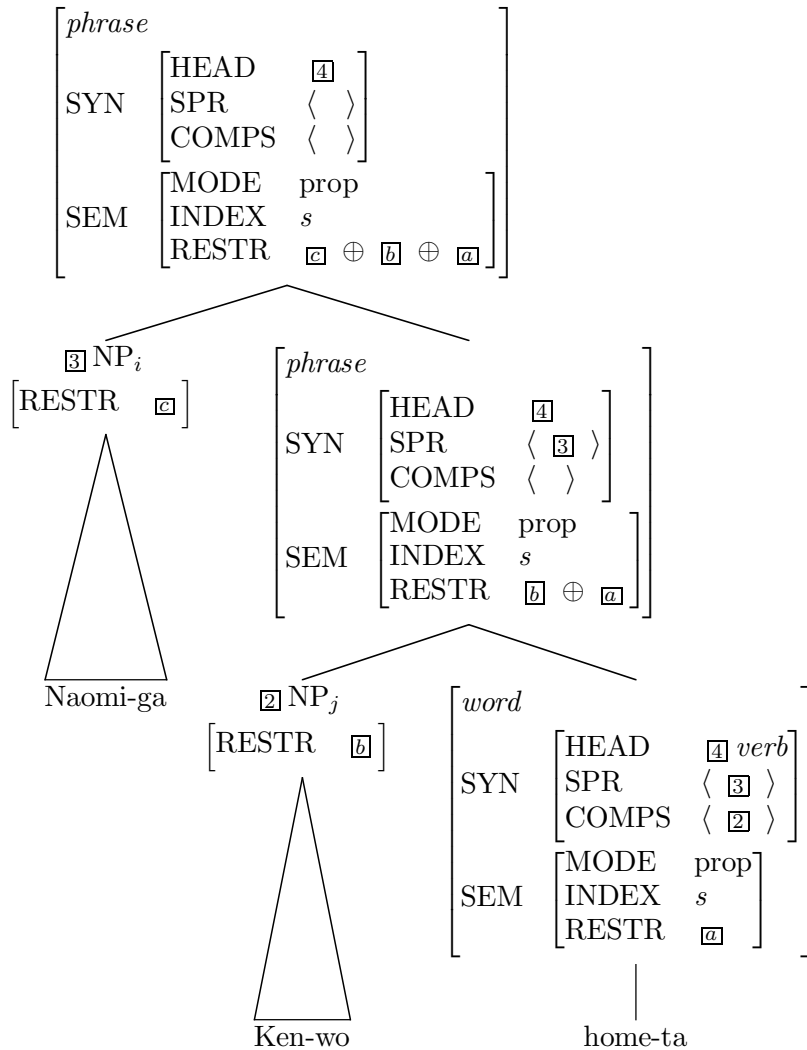 phrase
HEAD 4
SYN SPR ⟨ ⟩
COMPS ⟨ ⟩
MODE prop
SEM INDEX s
RESTR c ⊕ b ⊕ a
3 NPi
[RESTR c]
phrase
HEAD 4
SYN SPR ⟨ 3 ⟩
COMPS ⟨ ⟩
MODE prop
SEM INDEX s
RESTR b ⊕ a
Naomi-ga
2 NPj
[RESTR b]
word
HEAD 4 verb
SYN SPR ⟨ 3 ⟩
COMPS ⟨ 2 ⟩
MODE prop
SEM INDEX s
RESTR a
Ken-wo home-ta